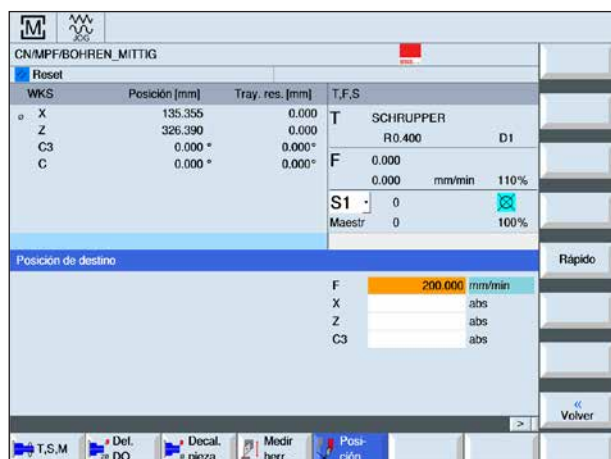 M JOG
CN/MPF/BOHREN_MITTIG
Reset
WKS Posición [mm] Tray. res. [mm] T,F,S
X 135.355 0.000
Z 326.390 0.000
C3 0.000 ° 0.000°
C 0.000 ° 0.000°
T SCHRUPPER
R0.400 D1
F 0.000
0.000 mm/min 110%
S1 0
Maestr 0 100%
Posición de destino
Rápido
F 200.000 mm/min
X abs
Z abs
C3 abs
« Volver
>
T,S,M
Def. DO
Decal. pieza
Medir herr.
Posi-
ción